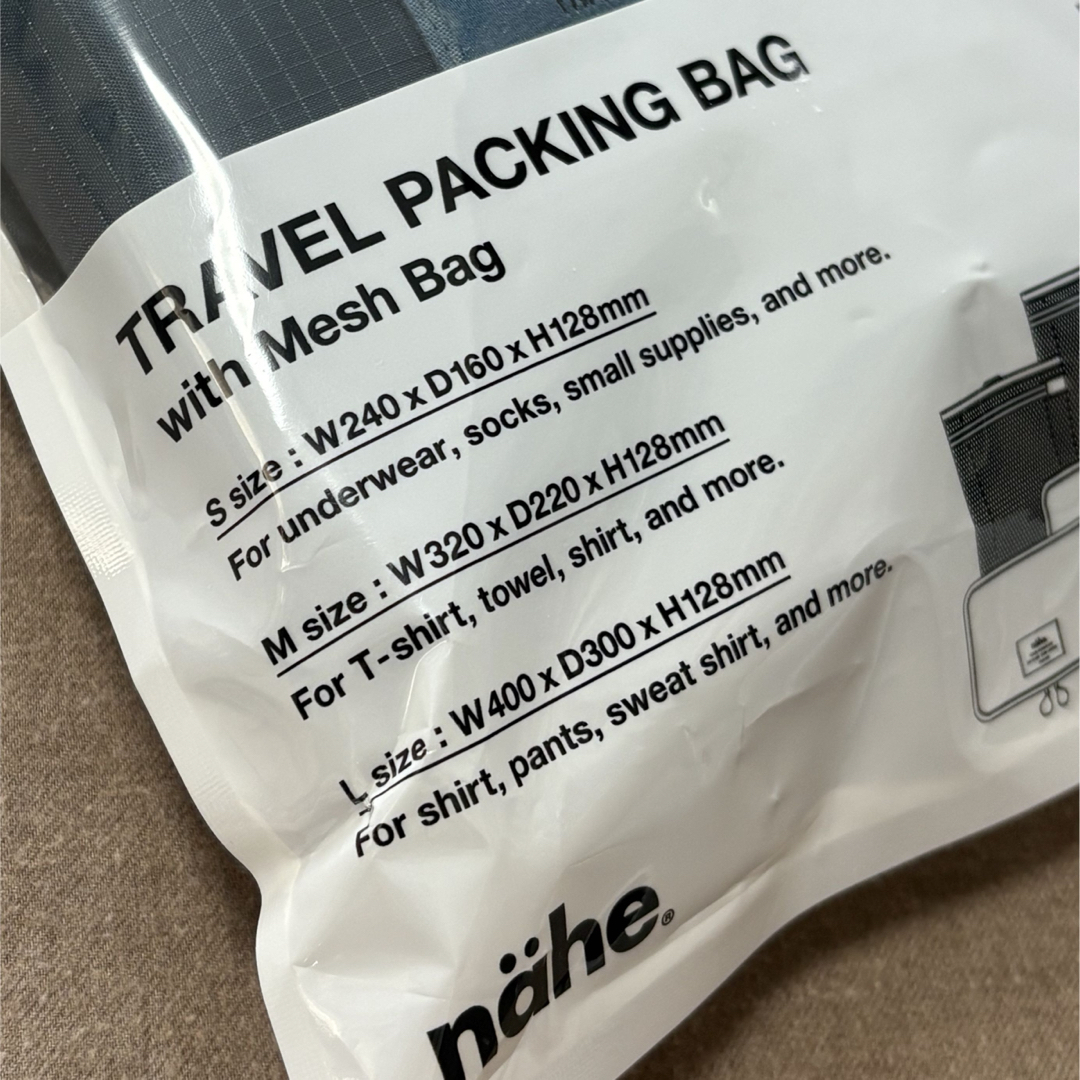 TRAVEL PACKING BAG
with Mesh Bag
S size : W240 x D160 x H128mm
For underwear, socks, small supplies, and more.
M size : W320 x D220 x H128mm
For T-shirt, towel, shirt, and more.
L size : W400 x D300 x H128mm
For shirt, pants, sweat shirt, and more.
nähe®